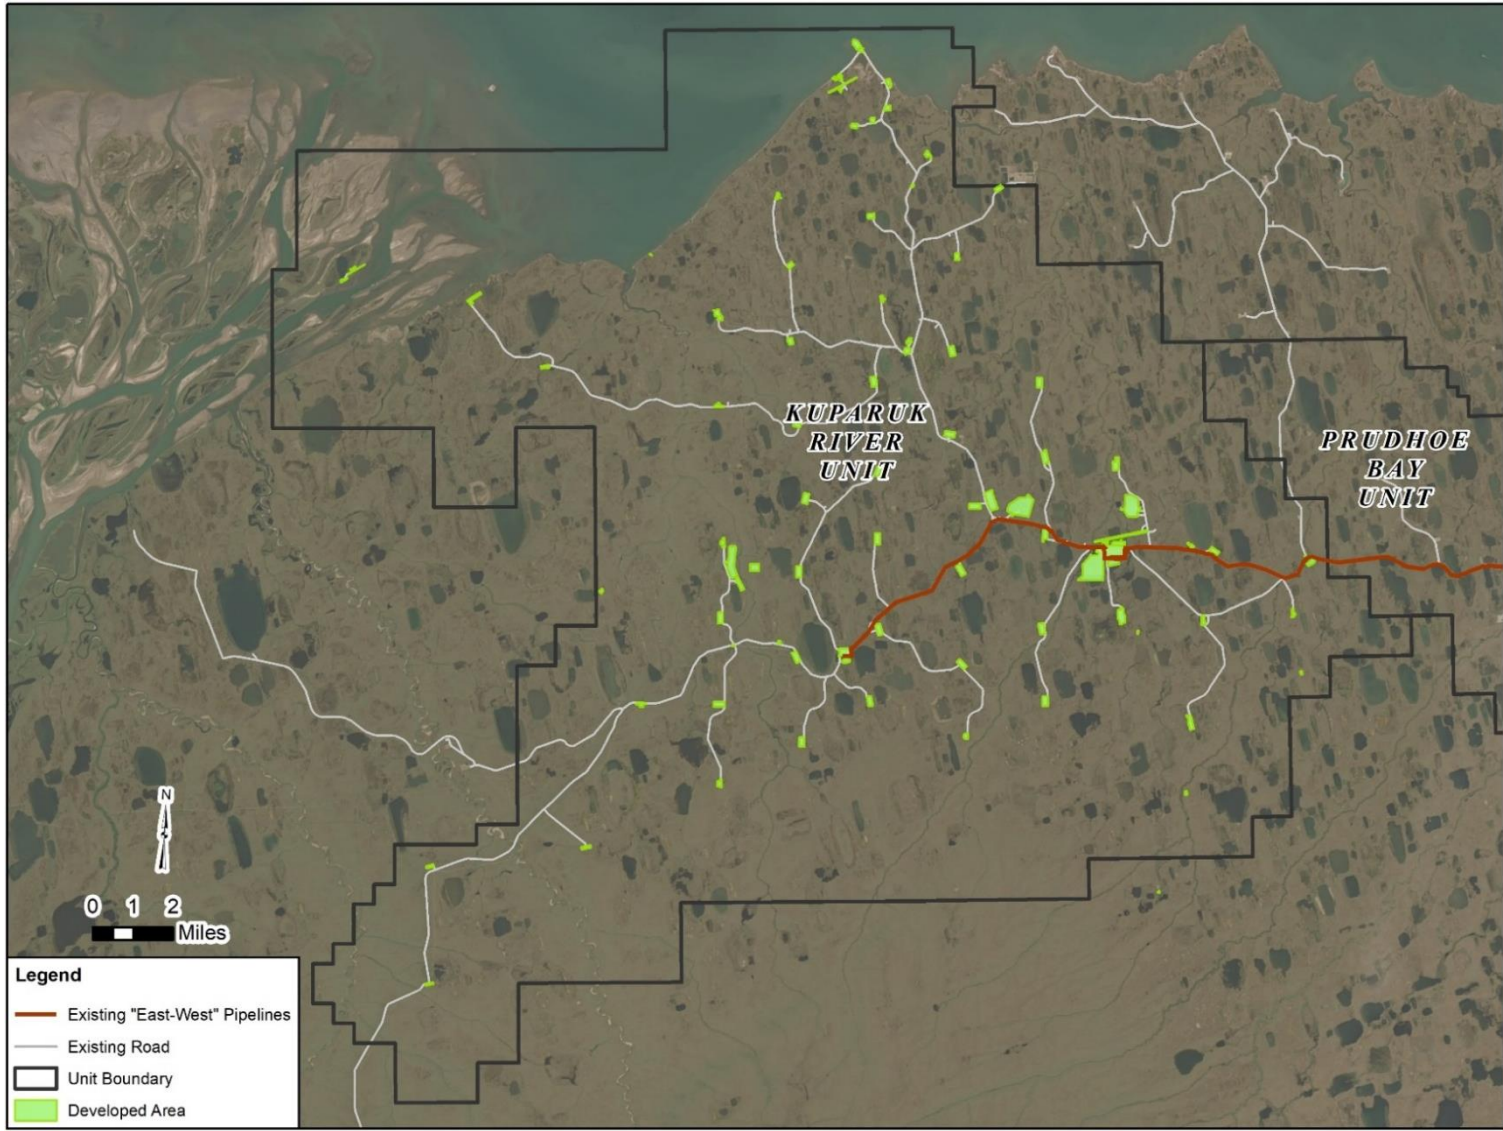 KUPARUK
RIVER
UNIT
PRUDHOE
BAY
UNIT
N
0 1 2
Miles
Legend
Existing "East-West" Pipelines
Existing Road
Unit Boundary
Developed Area